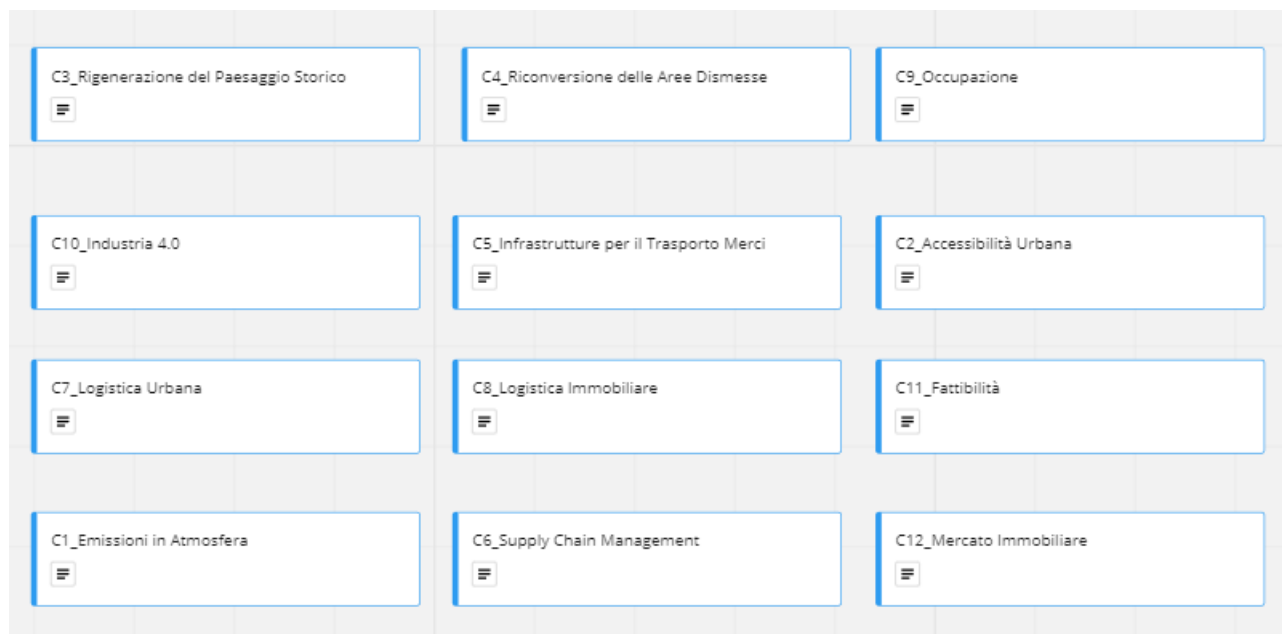 C3_Rigenerazione del Paesaggio Storico
C4_Riconversione delle Aree Dismesse
C9_Occupazione
C10_Industria 4.0
C5_Infrastrutture per il Trasporto Merci
C2_Accessibilità Urbana
C7_Logistica Urbana
C8_Logistica Immobiliare
C11_Fattibilità
C1_Emissioni in Atmosfera
C6_Supply Chain Management
C12_Mercato Immobiliare